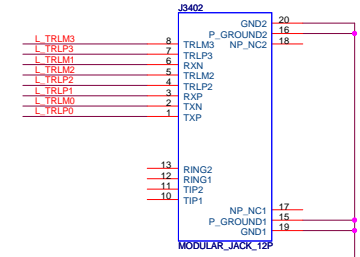 J3402
GND2 20
P_GROUND2 16
L_TRLM3 8 TRLM3 NP_NC2 18
L_TRLP3 7 TRLP3
L_TRLM1 6 RXN
L_TRLM2 5 TRLM2
L_TRLP2 4 TRLP2
L_TRLP1 3 RXP
L_TRLM0 2 TXN
L_TRLP0 1 TXP
13 RING2
12 RING1
11 TIP2
10 TIP1
NP_NC1 17
P_GROUND1 15
GND1 19
MODULAR_JACK_12P